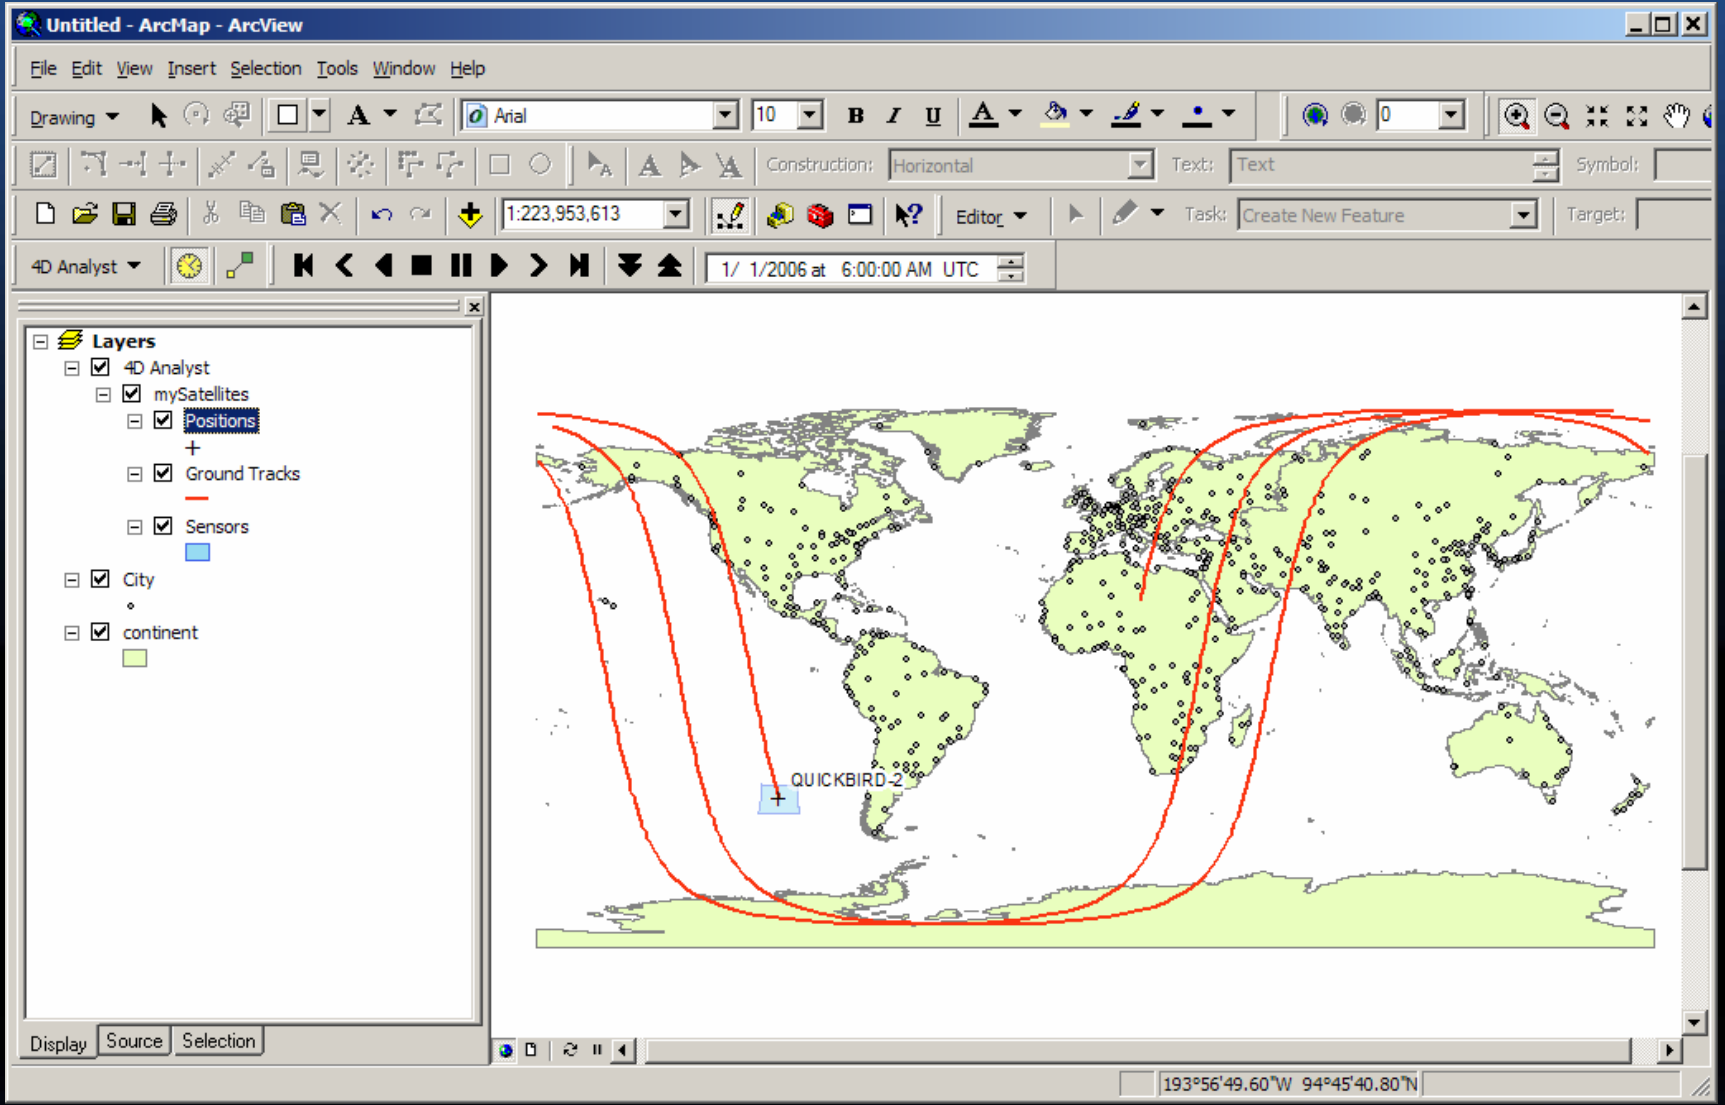 Untitled - ArcMap - ArcView
File Edit View Insert Selection Tools Window Help
Drawing A Arial 10 B I U A 0
A A A Construction: Horizontal Text: Text Symbol:
1:223,953,613 Editor Task: Create New Feature Target:
4D Analyst 1/ 1/2006 at 6:00:00 AM UTC
Layers
4D Analyst
mySatellites
Positions
Ground Tracks
Sensors
City
continent
QUICKBIRD-2
Display Source Selection
193°56'49.60"W 94°45'40.80"N